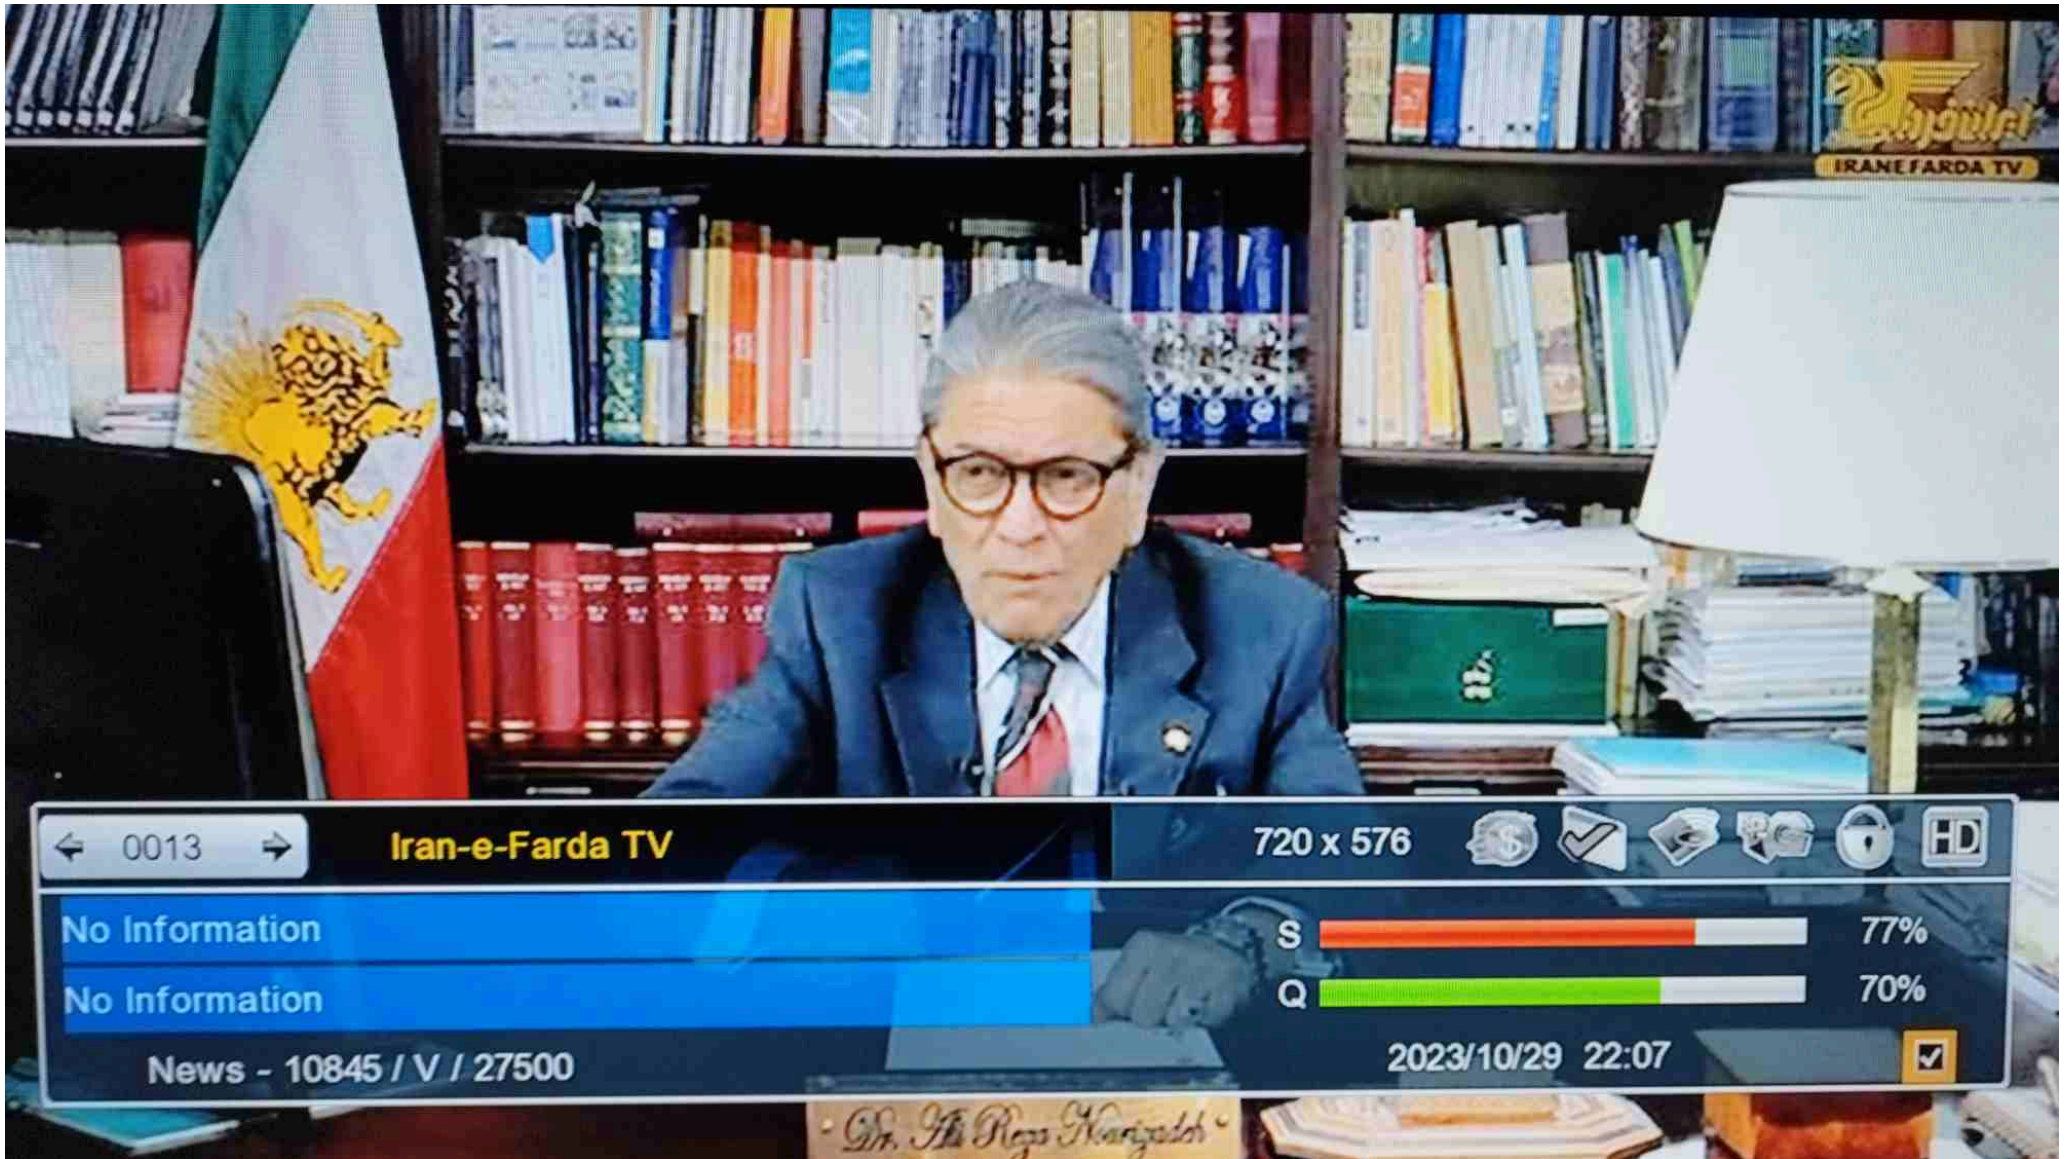 IRANEFARDA TV
0013
Iran-e-Farda TV
720 x 576
HD
No Information
S
77%
No Information
Q
70%
News - 10845 / V / 27500
2023/10/29 22:07
Dr. Ali Reza Nourizadeh